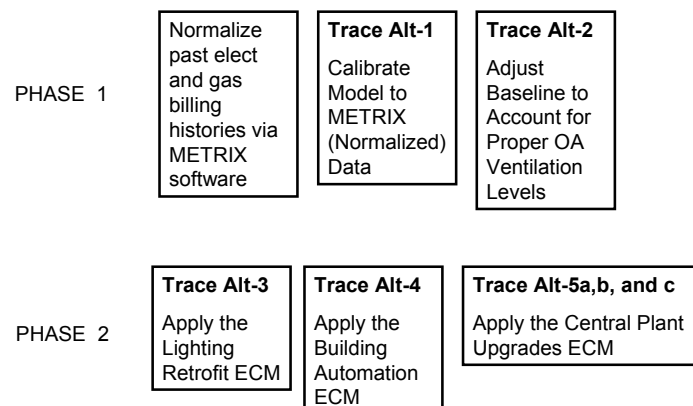 PHASE 1
Normalize
past elect
and gas
billing
histories via
METRIX
software
Trace Alt-1
Calibrate
Model to
METRIX
(Normalized)
Data
Trace Alt-2
Adjust
Baseline to
Account for
Proper OA
Ventilation
Levels
PHASE 2
Trace Alt-3
Apply the
Lighting
Retrofit ECM
Trace Alt-4
Apply the
Building
Automation
ECM
Trace Alt-5a,b, and c
Apply the Central Plant
Upgrades ECM